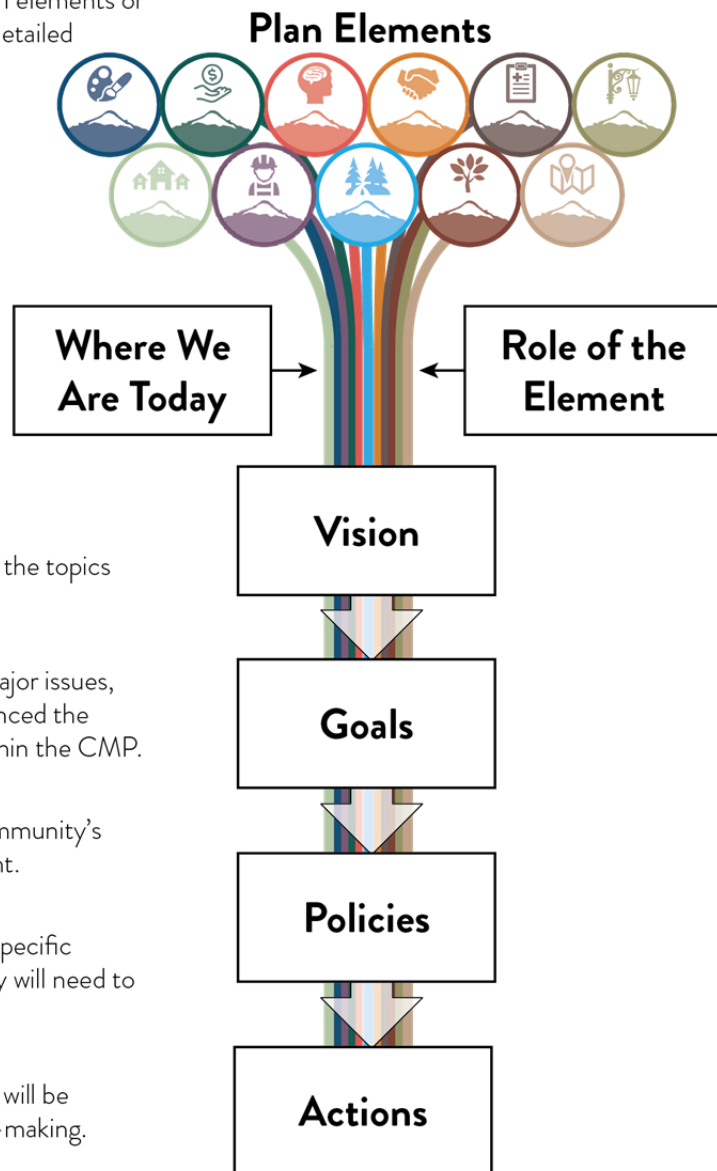 elements or
etailed
Plan Elements
Where We
Are Today
Role of the
Element
Vision
the topics
ajor issues,
nced the
hin the CMP.
Goals
mmunity's
nt.
Policies
pecific
y will need to
will be
-making.
Actions